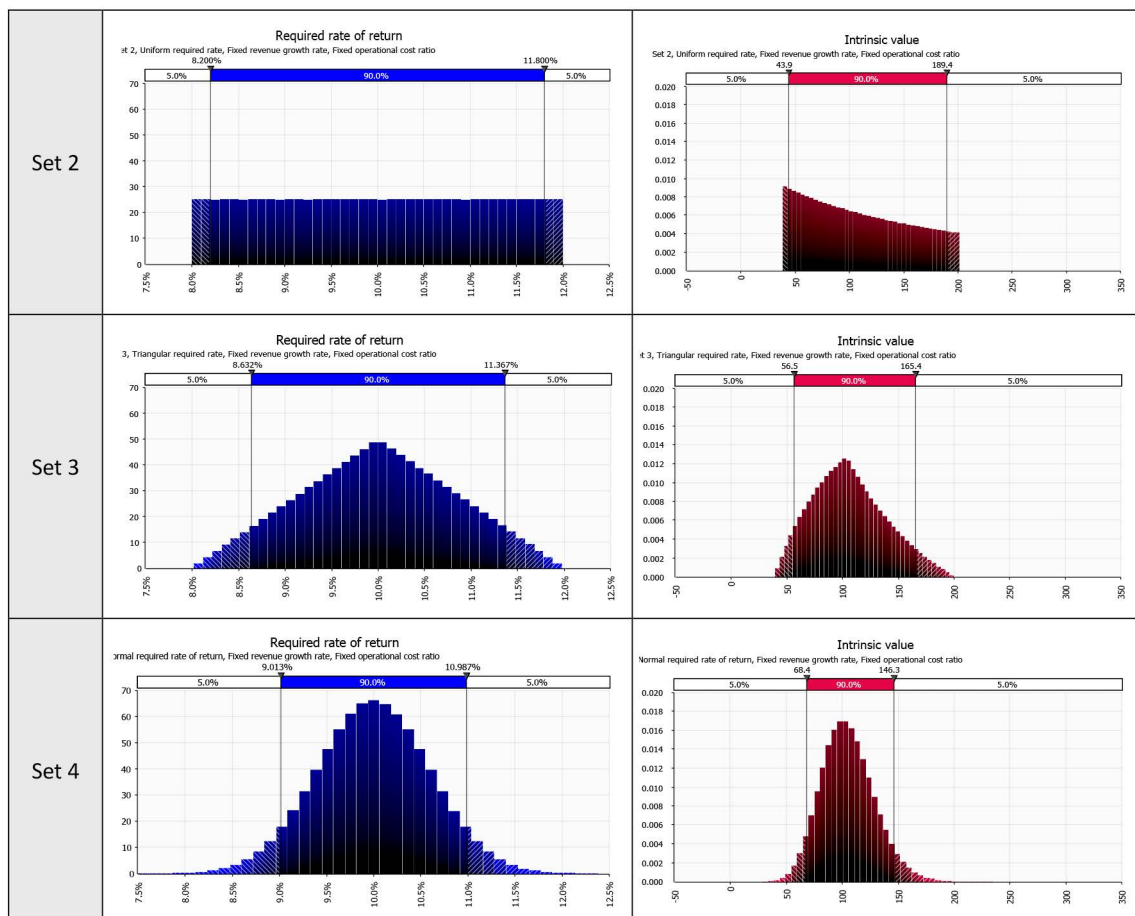 Set 2
Required rate of return
et 2, Uniform required rate, Fixed revenue growth rate, Fixed operational cost ratio
8.200% 11.800%
5.0% 90.0% 5.0%
70
60
50
40
30
20
10
0
7.5% 8.0% 8.5% 9.0% 9.5% 10.0% 10.5% 11.0% 11.5% 12.0% 12.5%
Intrinsic value
Set 2, Uniform required rate, Fixed revenue growth rate, Fixed operational cost ratio
43.9 189.4
5.0% 90.0% 5.0%
0.020
0.018
0.016
0.014
0.012
0.010
0.008
0.006
0.004
0.002
0.000
-50 0 50 100 150 200 250 300 350
Set 3
Required rate of return
3, Triangular required rate, Fixed revenue growth rate, Fixed operational cost ratio
8.632% 11.367%
5.0% 90.0% 5.0%
70
60
50
40
30
20
10
0
7.5% 8.0% 8.5% 9.0% 9.5% 10.0% 10.5% 11.0% 11.5% 12.0% 12.5%
Intrinsic value
t 3, Triangular required rate, Fixed revenue growth rate, Fixed operational cost ratio
56.5 165.4
5.0% 90.0% 5.0%
0.020
0.018
0.016
0.014
0.012
0.010
0.008
0.006
0.004
0.002
0.000
-50 0 50 100 150 200 250 300 350
Set 4
Required rate of return
ormal required rate of return, Fixed revenue growth rate, Fixed operational cost ratio
9.013% 10.987%
5.0% 90.0% 5.0%
70
60
50
40
30
20
10
0
7.5% 8.0% 8.5% 9.0% 9.5% 10.0% 10.5% 11.0% 11.5% 12.0% 12.5%
Intrinsic value
Normal required rate of return, Fixed revenue growth rate, Fixed operational cost ratio
68.4 146.3
5.0% 90.0% 5.0%
0.020
0.018
0.016
0.014
0.012
0.010
0.008
0.006
0.004
0.002
0.000
-50 0 50 100 150 200 250 300 350